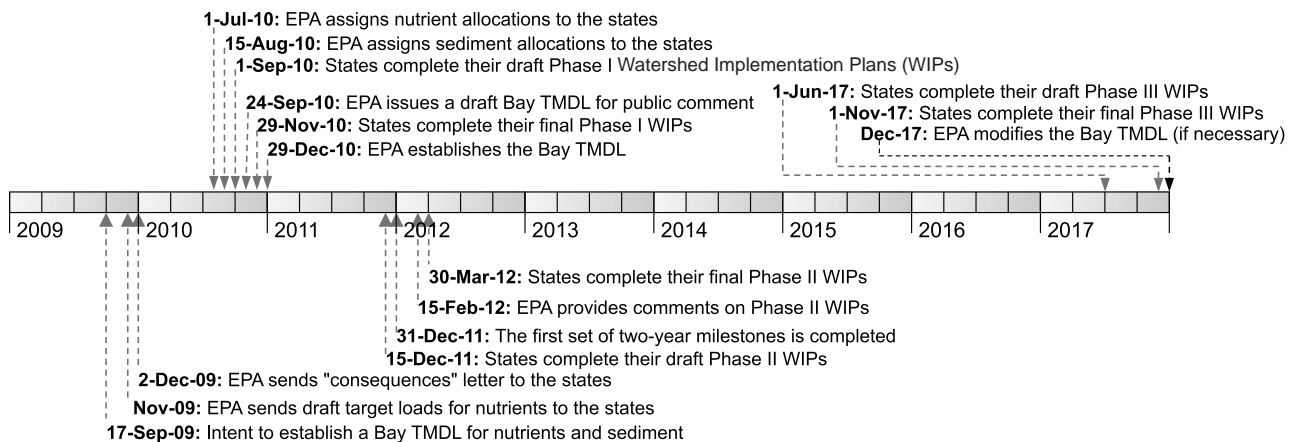 1-Jul-10: EPA assigns nutrient allocations to the states
15-Aug-10: EPA assigns sediment allocations to the states
1-Sep-10: States complete their draft Phase I Watershed Implementation Plans (WIPs)
24-Sep-10: EPA issues a draft Bay TMDL for public comment
29-Nov-10: States complete their final Phase I WIPs
29-Dec-10: EPA establishes the Bay TMDL
1-Jun-17: States complete their draft Phase III WIPs
1-Nov-17: States complete their final Phase III WIPs
Dec-17: EPA modifies the Bay TMDL (if necessary)
2009 2010 2011 2012 2013 2014 2015 2016 2017
30-Mar-12: States complete their final Phase II WIPs
15-Feb-12: EPA provides comments on Phase II WIPs
31-Dec-11: The first set of two-year milestones is completed
15-Dec-11: States complete their draft Phase II WIPs
2-Dec-09: EPA sends "consequences" letter to the states
Nov-09: EPA sends draft target loads for nutrients to the states
17-Sep-09: Intent to establish a Bay TMDL for nutrients and sediment